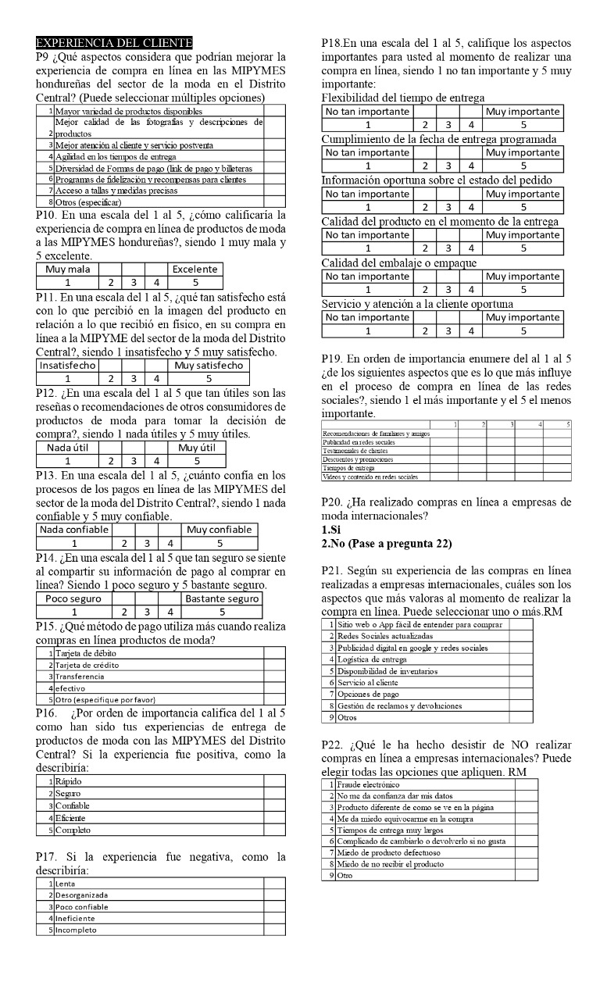 EXPERIENCIA DEL CLIENTE
P9 ¿Qué aspectos considera que podrían mejorar la
experiencia de compra en línea en las MIPYMES
hondureñas del sector de la moda en el Distrito
Central? (Puede seleccionar múltiples opciones)
1 Mayor variedad de productos disponibles
Mejor calidad de las fotografías y descripciones de
2 productos
3 Mejor atención al cliente y servicio postventa
4 Agilidad en los tiempos de entrega
5 Diversidad de Formas de pago (link de pago y billeteras
6 Programas de fidelización y recompensas para clientes
7 Acceso a tallas y medidas precisas
8 Otros (especificar)
P10. En una escala del 1 al 5, ¿cómo calificaría la
experiencia de compra en línea de productos de moda
a las MIPYMES hondureñas?, siendo 1 muy mala y
5 excelente.
Muy mala Excelente
1 2 3 4 5
P11. En una escala del 1 al 5, ¿qué tan satisfecho está
con lo que percibió en la imagen del producto en
relación a lo que recibió en físico, en su compra en
línea a la MIPYME del sector de la moda del Distrito
Central?, siendo 1 insatisfecho y 5 muy satisfecho.
Insatisfecho Muy satisfecho
1 2 3 4 5
P12. ¿En una escala del 1 al 5 que tan útiles son las
reseñas o recomendaciones de otros consumidores de
productos de moda para tomar la decisión de
compra?, siendo 1 nada útiles y 5 muy útiles.
Nada útil Muy útil
1 2 3 4 5
P13. En una escala del 1 al 5, ¿cuánto confía en los
procesos de los pagos en línea de las MIPYMES del
sector de la moda del Distrito Central?, siendo 1 nada
confiable y 5 muy confiable.
Nada confiable Muy confiable
1 2 3 4 5
P14. ¿En una escala del 1 al 5 que tan seguro se siente
al compartir su información de pago al comprar en
línea? Siendo 1 poco seguro y 5 bastante seguro.
Poco seguro Bastante seguro
1 2 3 4 5
P15. ¿Qué método de pago utiliza más cuando realiza
compras en línea productos de moda?
1 Tarjeta de débito
2 Tarjeta de crédito
3 Transferencia
4 efectivo
5 Otro (especifique por favor)
P16. ¿Por orden de importancia califica del 1 al 5
como han sido tus experiencias de entrega de
productos de moda con las MIPYMES del Distrito
Central? Si la experiencia fue positiva, como la
describiría:
1 Rápido
2 Seguro
3 Confiable
4 Eficiente
5 Completo
P17. Si la experiencia fue negativa, como la
describiría:
1 Lenta
2 Desorganizada
3 Poco confiable
4 Ineficiente
5 Incompleto
P18.En una escala del 1 al 5, califique los aspectos
importantes para usted al momento de realizar una
compra en línea, siendo 1 no tan importante y 5 muy
importante:
Flexibilidad del tiempo de entrega
No tan importante Muy importante
1 2 3 4 5
Cumplimiento de la fecha de entrega programada
No tan importante Muy importante
1 2 3 4 5
Información oportuna sobre el estado del pedido
No tan importante Muy importante
1 2 3 4 5
Calidad del producto en el momento de la entrega
No tan importante Muy importante
1 2 3 4 5
Calidad del embalaje o empaque
No tan importante Muy importante
1 2 3 4 5
Servicio y atención a la cliente oportuna
No tan importante Muy importante
1 2 3 4 5
P19. En orden de importancia enumere del al 1 al 5
¿de los siguientes aspectos que es lo que más influye
en el proceso de compra en línea de las redes
sociales?, siendo 1 el más importante y el 5 el menos
importante.
1 2 3 4 5
Recomendaciones de familiares y amigos
Publicidad en redes sociales
Testimoniales de clientes
Descuentos y promociones
Tiempos de entrega
Videos y contenido en redes sociales
P20. ¿Ha realizado compras en línea a empresas de
moda internacionales?
1.Si
2.No (Pase a pregunta 22)
P21. Según su experiencia de las compras en línea
realizadas a empresas internacionales, cuáles son los
aspectos que más valoras al momento de realizar la
compra en línea. Puede seleccionar uno o más.RM
1 Sitio web o App fácil de entender para comprar
2 Redes Sociales actualizadas
3 Publicidad digital en google y redes sociales
4 Logística de entrega
5 Disponibilidad de inventarios
6 Servicio al cliente
7 Opciones de pago
8 Gestión de reclamos y devoluciones
9 Otros
P22. ¿Qué le ha hecho desistir de NO realizar
compras en línea a empresas internacionales? Puede
elegir todas las opciones que apliquen. RM
1 Fraude electrónico
2 No me da confianza dar mis datos
3 Producto diferente de como se ve en la página
4 Me da miedo equivocarme en la compra
5 Tiempos de entrega muy largos
6 Complicado de cambiarlo o devolverlo si no gusta
7 Miedo de producto defectuoso
8 Miedo de no recibir el producto
9 Otro